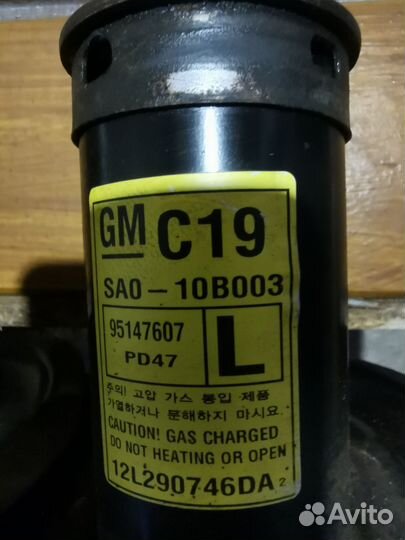 GM C19
SA0-10B003
95147607
PD47
L
주의! 고압 가스 봉입 제품
가열하거나 분해하지 마시요.
CAUTION! GAS CHARGED
DO NOT HEATING OR OPEN
12L290746DA 2
Avito